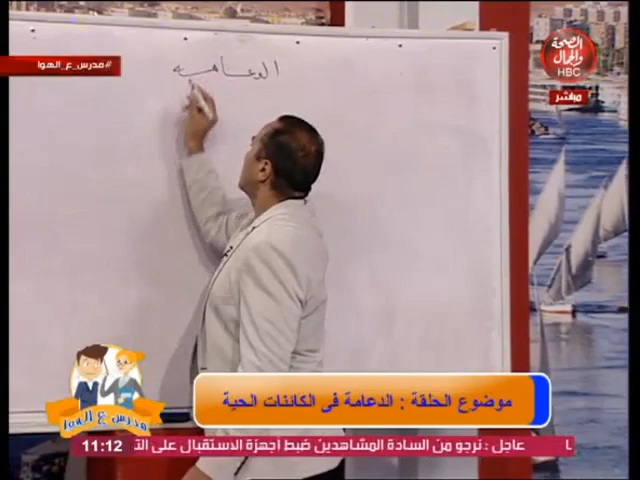 الدعامه
#مدرس_ع_الهوا
الصحة
والجمال
HBC
مباشر
موضوع الحلقة : الدعامة فى الكائنات الحية
مدرس ع الهوا
11:12
عاجل : نرجو من السادة المشاهدين ضبط اجهزة الاستقبال على التر